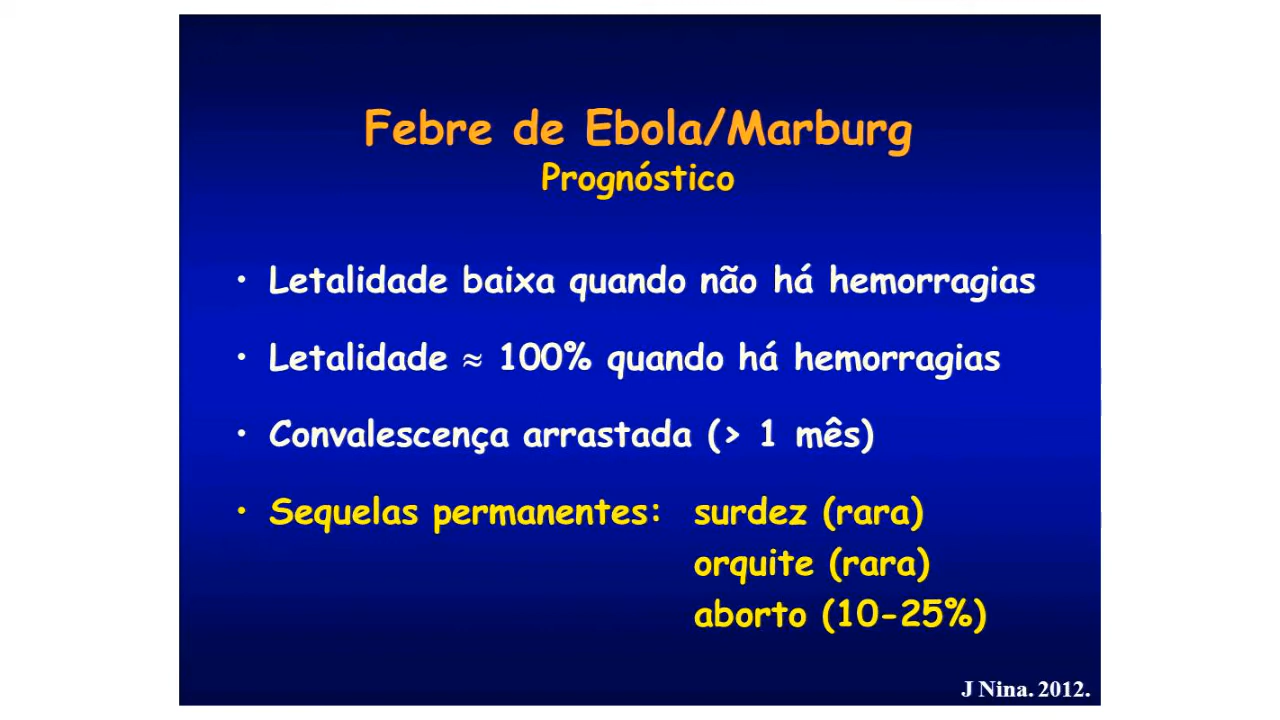 Febre de Ebola/Marburg
Prognóstico
• Letalidade baixa quando não há hemorragias
• Letalidade ≈ 100% quando há hemorragias
• Convalescença arrastada (> 1 mês)
• Sequelas permanentes: surdez (rara)
orquite (rara)
aborto (10-25%)
J Nina. 2012.